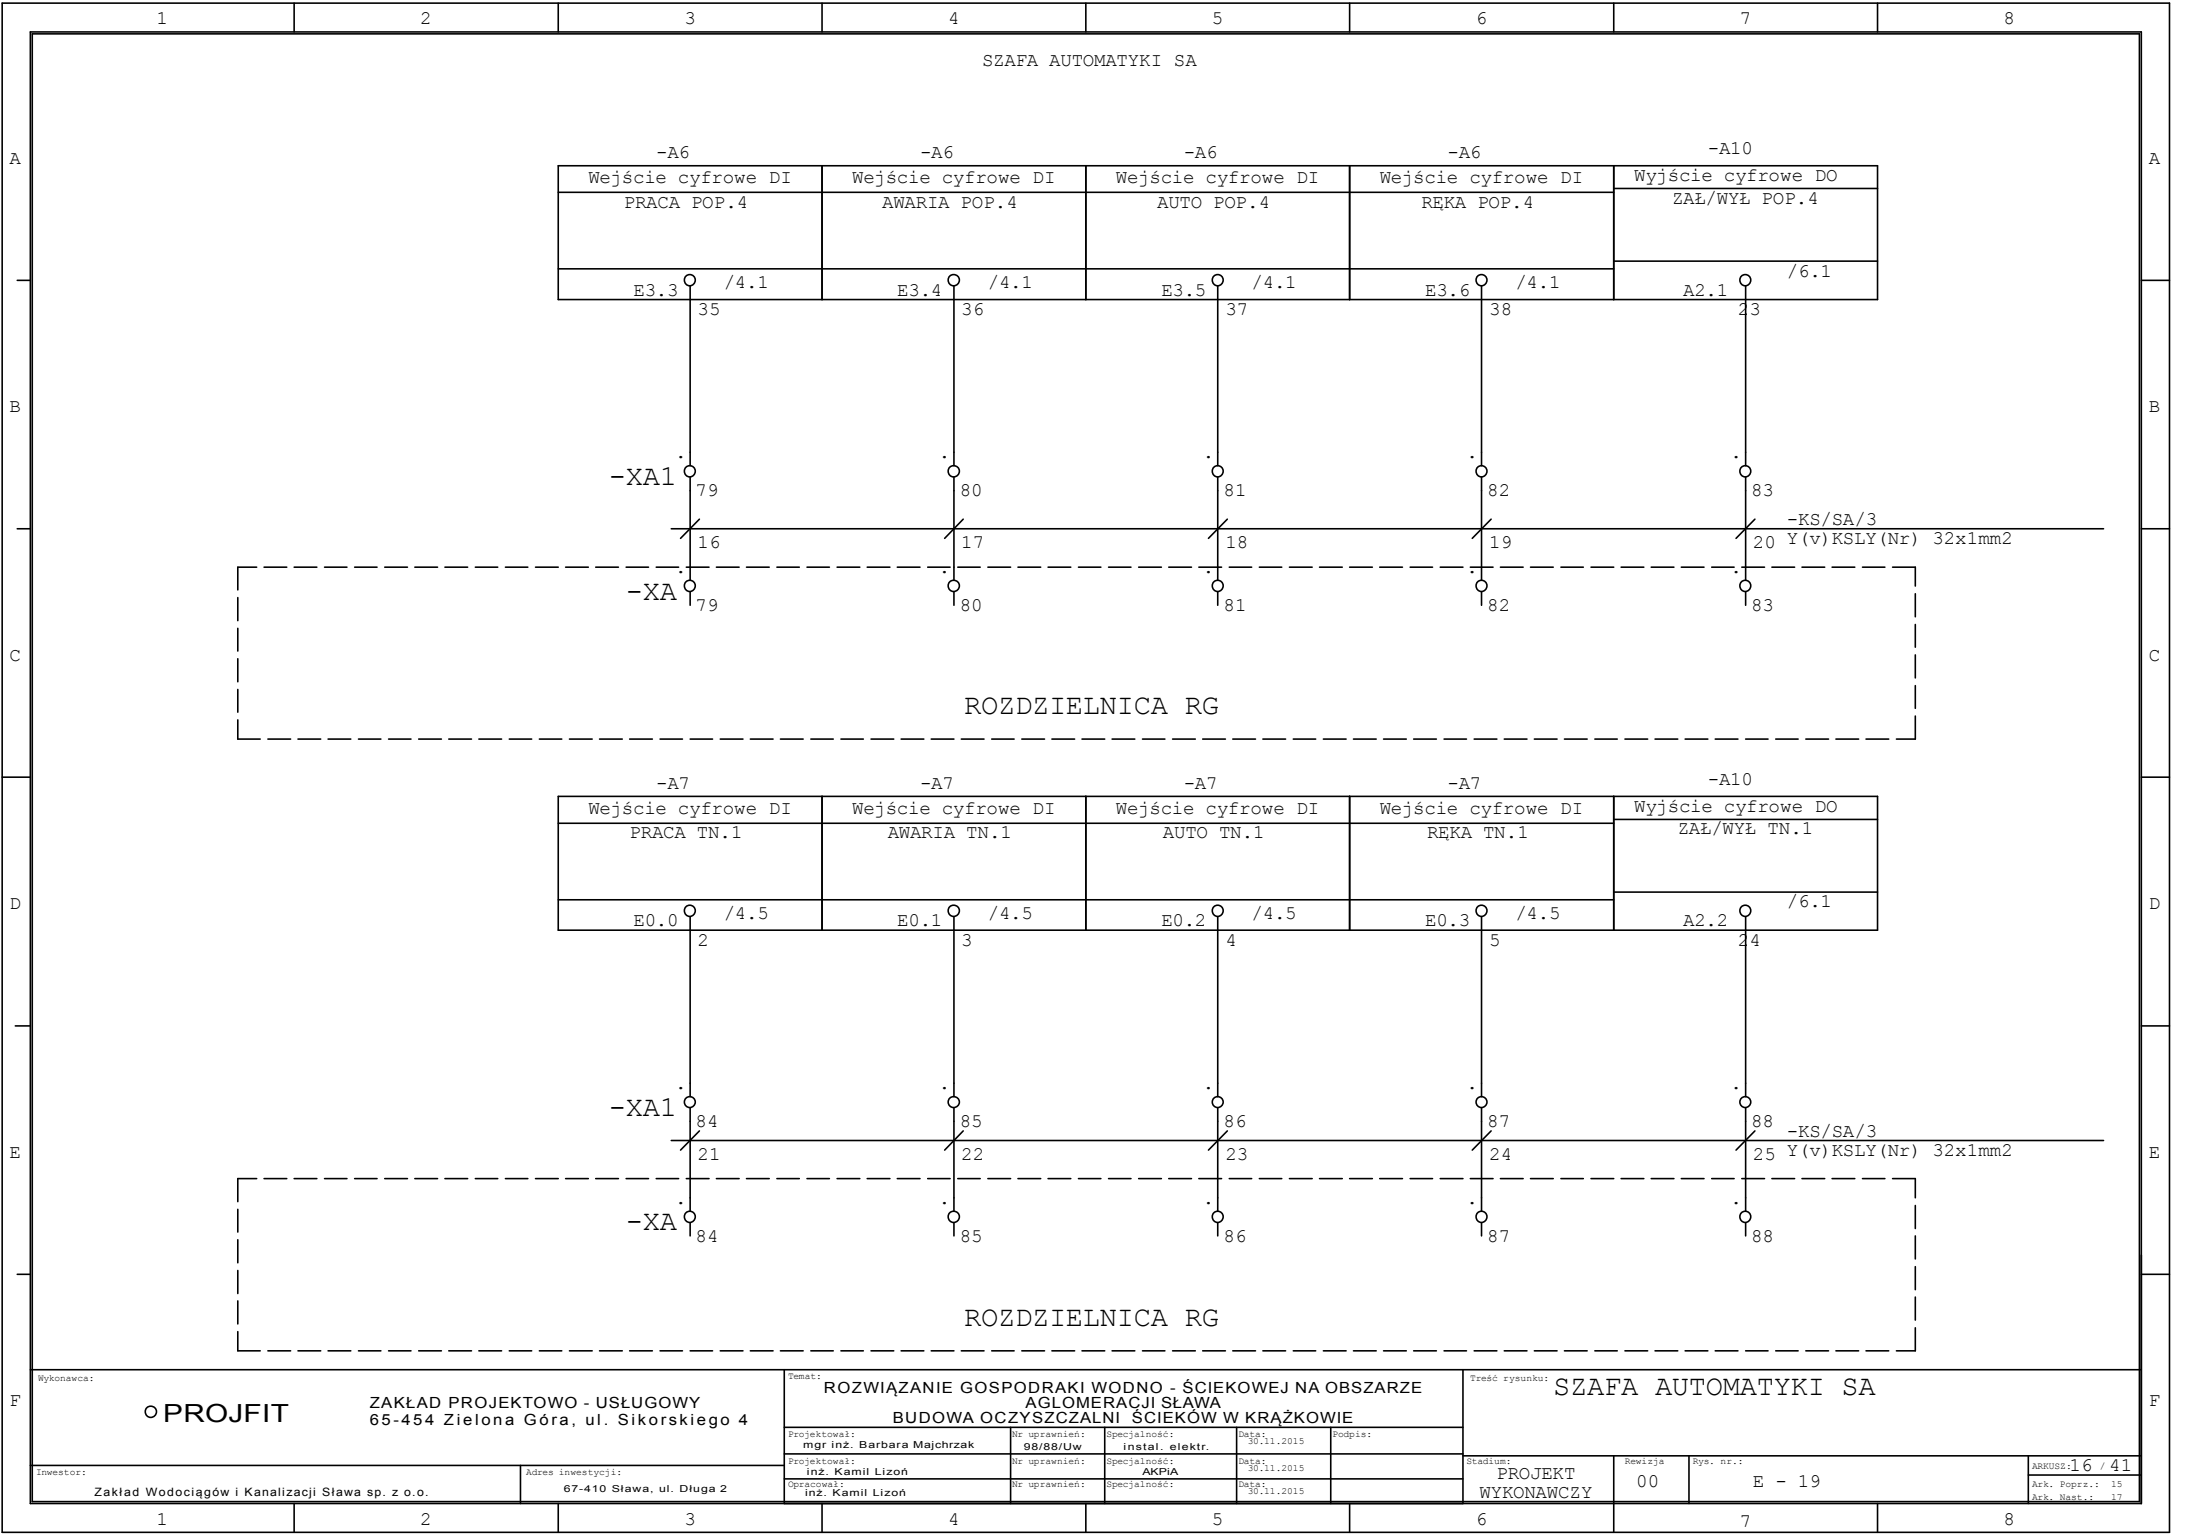 1 2 3 4 5 6 7 8
SZAFA AUTOMATYKI SA
A A
-A6 -A6 -A6 -A6 -A10
Wejście cyfrowe DI Wejście cyfrowe DI Wejście cyfrowe DI Wejście cyfrowe DI Wyjście cyfrowe DO
PRACA POP.4 AWARIA POP.4 AUTO POP.4 RĘKA POP.4 ZAŁ/WYŁ POP.4
E3.3 /4.1 E3.4 /4.1 E3.5 /4.1 E3.6 /4.1 A2.1 /6.1
35 36 37 38 23
B B
-XA1 79 80 81 82 83
-KS/SA/3
16 17 18 19 20 Y(v)KSLY(Nr) 32x1mm2
-XA 79 80 81 82 83
C C
ROZDZIELNICA RG
-A7 -A7 -A7 -A7 -A10
Wejście cyfrowe DI Wejście cyfrowe DI Wejście cyfrowe DI Wejście cyfrowe DI Wyjście cyfrowe DO
PRACA TN.1 AWARIA TN.1 AUTO TN.1 RĘKA TN.1 ZAŁ/WYŁ TN.1
D D
E0.0 /4.5 E0.1 /4.5 E0.2 /4.5 E0.3 /4.5 A2.2 /6.1
2 3 4 5 24
-XA1 84 85 86 87 88
-KS/SA/3
E 21 22 23 24 25 Y(v)KSLY(Nr) 32x1mm2 E
-XA 84 85 86 87 88
ROZDZIELNICA RG
F F
Wykonawca:
PROJFIT
ZAKŁAD PROJEKTOWO - USŁUGOWY
65-454 Zielona Góra, ul. Sikorskiego 4
Inwestor:
Zakład Wodociągów i Kanalizacji Sława sp. z o.o.
Adres inwestycji:
67-410 Sława, ul. Długa 2
Temat:
ROZWIĄZANIE GOSPODRAKI WODNO - ŚCIEKOWEJ NA OBSZARZE
AGLOMERACJI SŁAWA
BUDOWA OCZYSZCZALNI ŚCIEKÓW W KRĄŻKOWIE
Projektował: Nr uprawnień: Specjalność: Data: Podpis:
mgr inż. Barbara Majchrzak 98/88/Uw instal. elektr. 30.11.2015
Projektował: Nr uprawnień: Specjalność: Data:
inż. Kamil Lizoń AKPiA 30.11.2015
Opracował: Nr uprawnień: Specjalność: Data:
inż. Kamil Lizoń 30.11.2015
Treść rysunku: SZAFA AUTOMATYKI SA
Stadium:
PROJEKT
WYKONAWCZY
Rewizja
00
Rys. nr.:
E - 19
ARKUSZ:16 / 41
Ark. Poprz.: 15
Ark. Nast.: 17
1 2 3 4 5 6 7 8